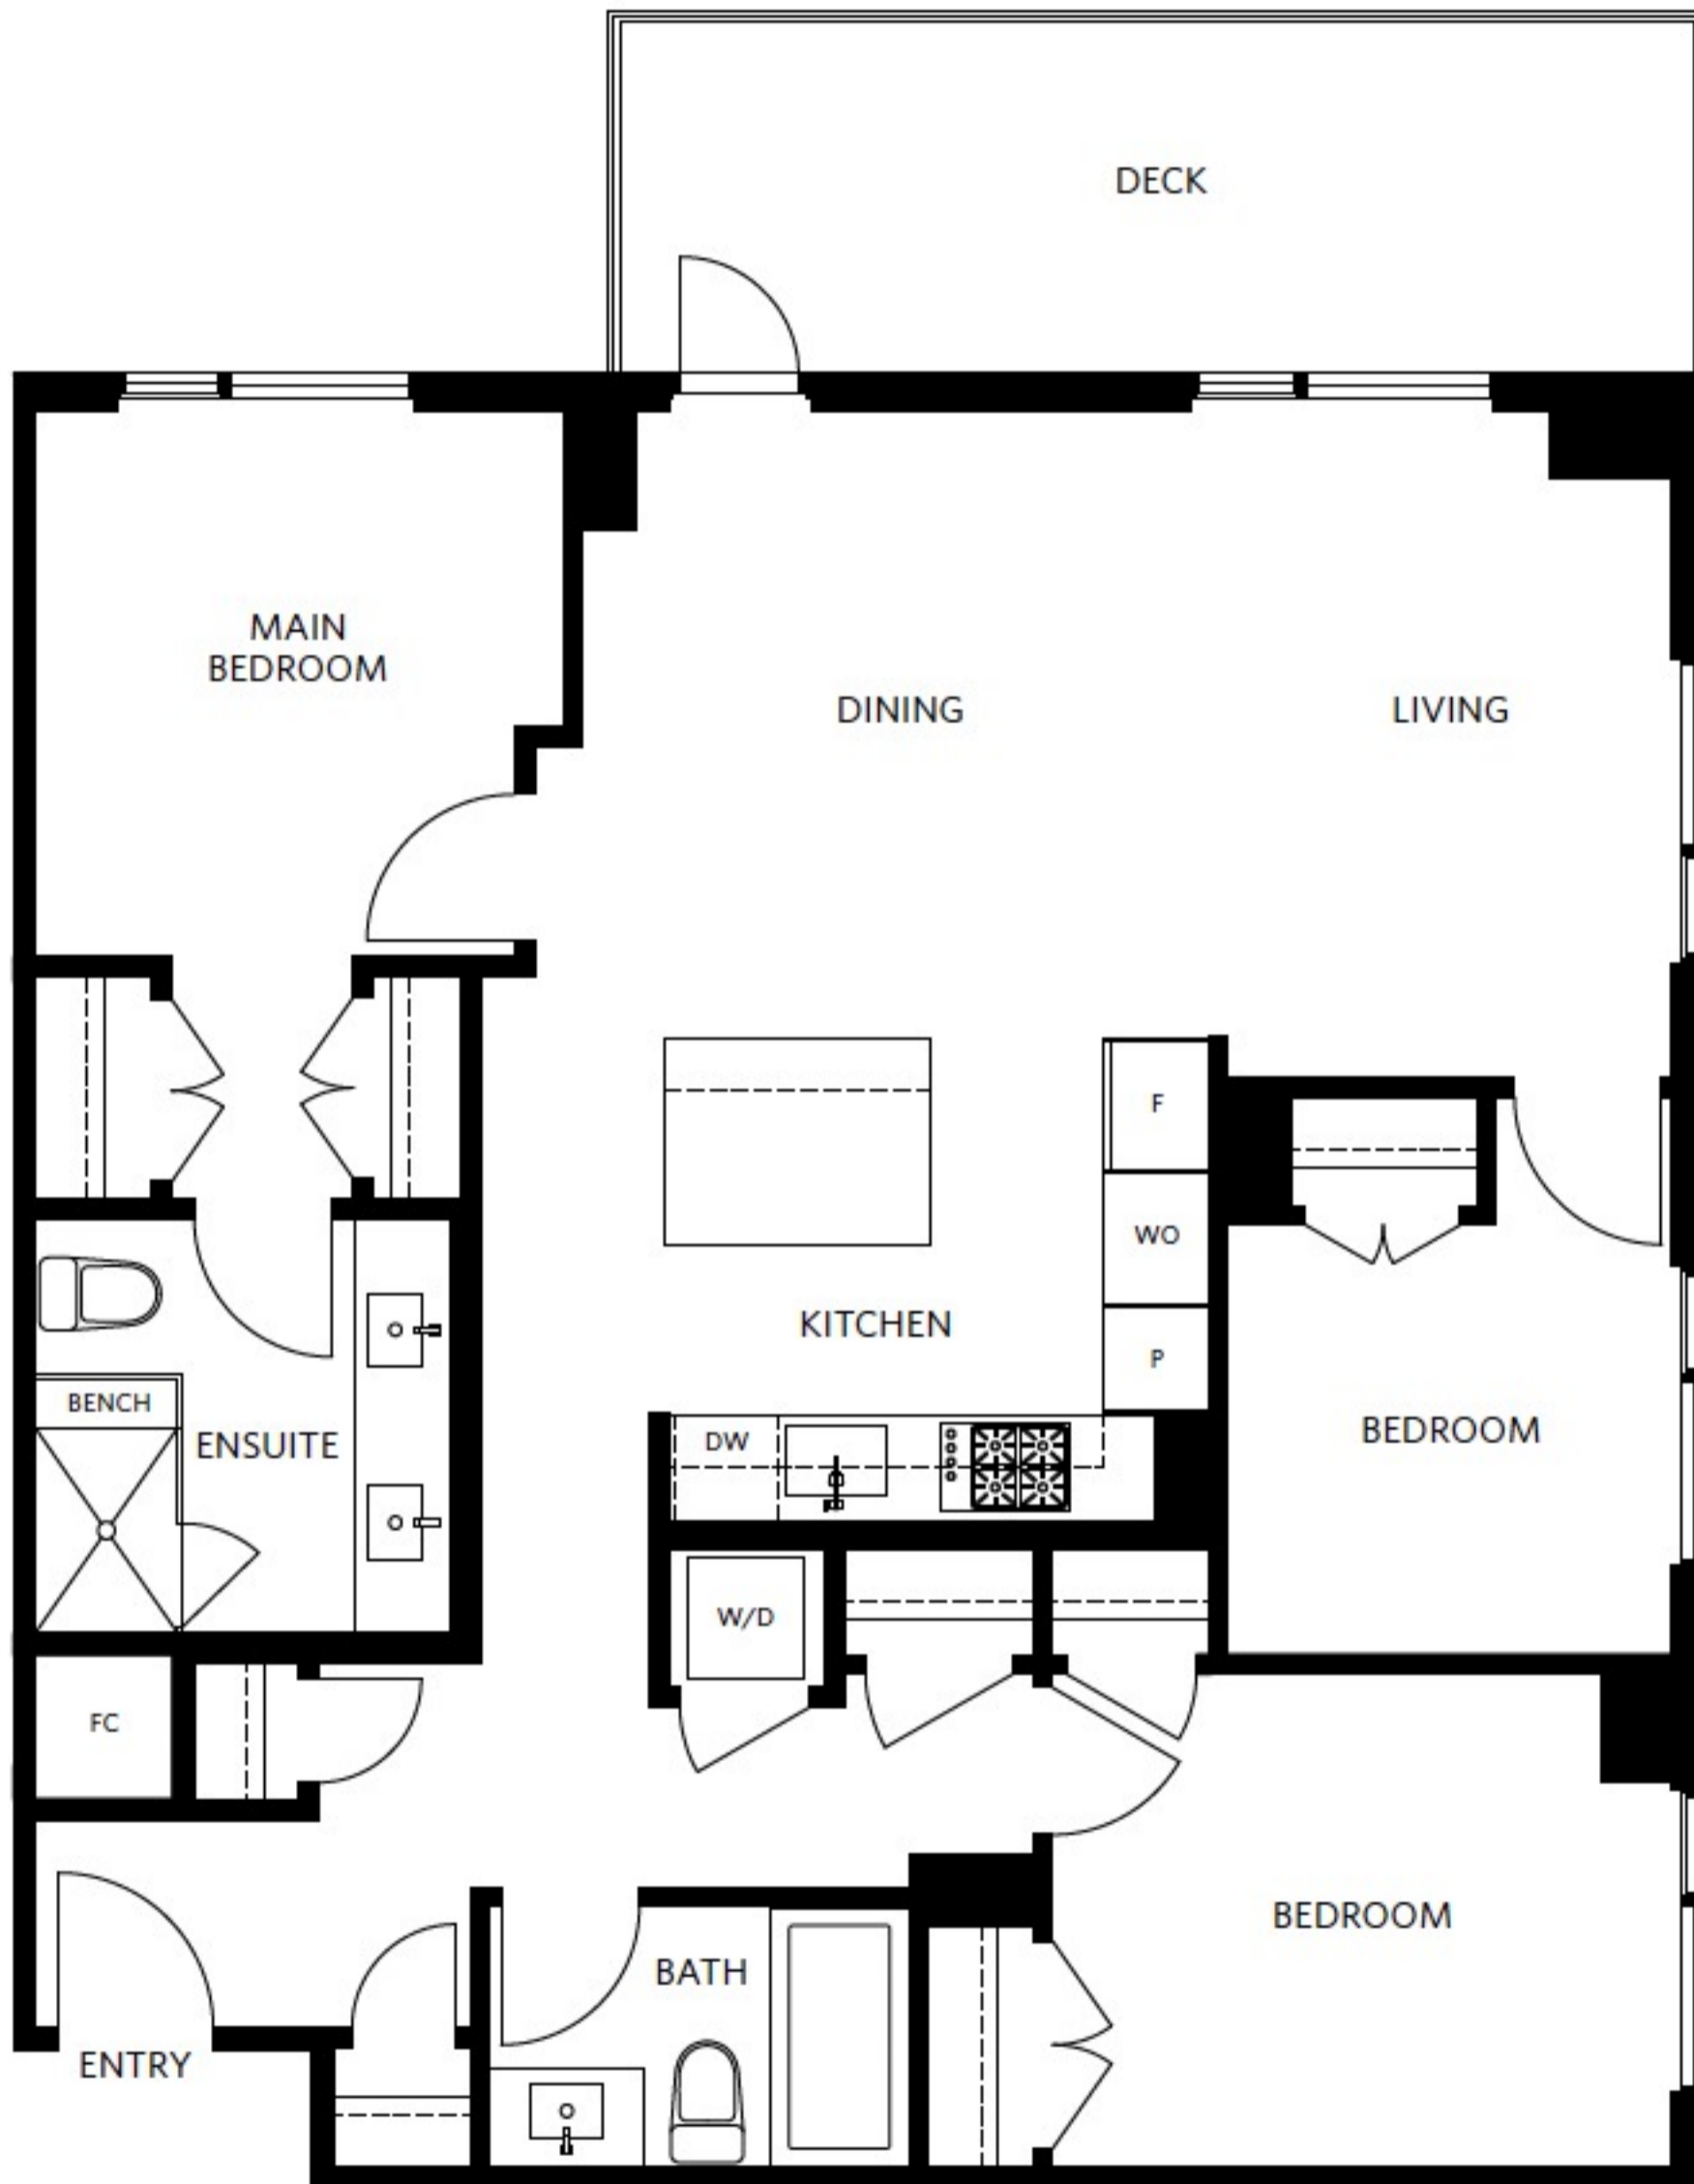 DECK
MAIN
BEDROOM
DINING
LIVING
F
WO
KITCHEN
P
BENCH
ENSUITE
DW
BEDROOM
W/D
FC
BEDROOM
BATH
ENTRY